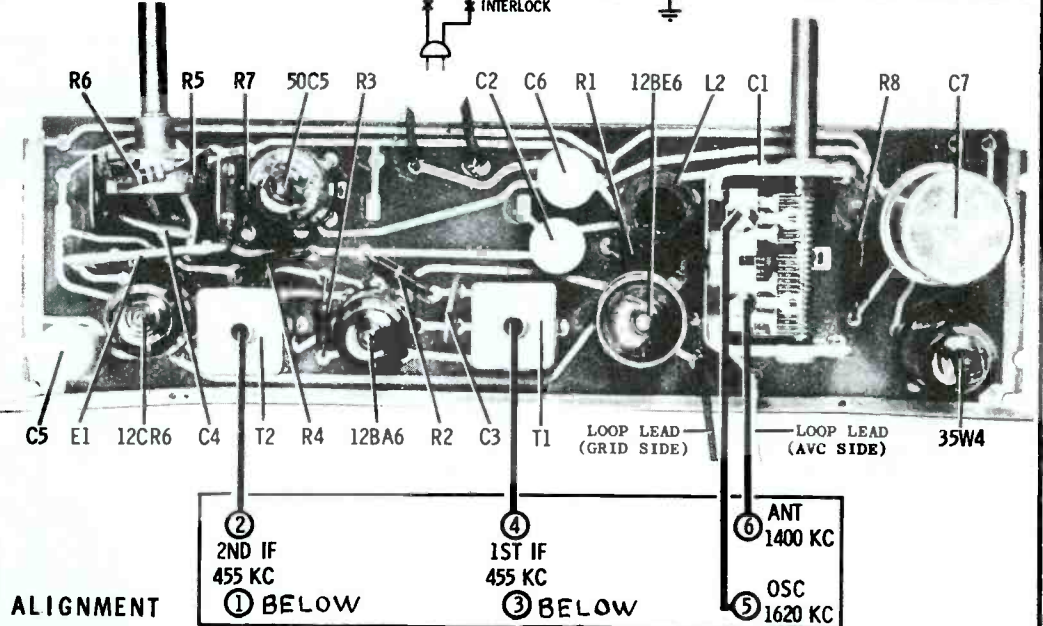 INTERLOCK
R6 R5 R7 50C5 R3 C2 C6 R1 12BE6 L2 C1 R8 C7
C5 E1 12CR6 C4 T2 R4 12BA6 R2 C3 T1 LOOP LEAD (GRID SIDE) LOOP LEAD (AVC SIDE) 35W4
② 2ND IF 455 KC ① BELOW
④ 1ST IF 455 KC ③ BELOW
⑥ ANT 1400 KC
⑤ OSC 1620 KC
ALIGNMENT